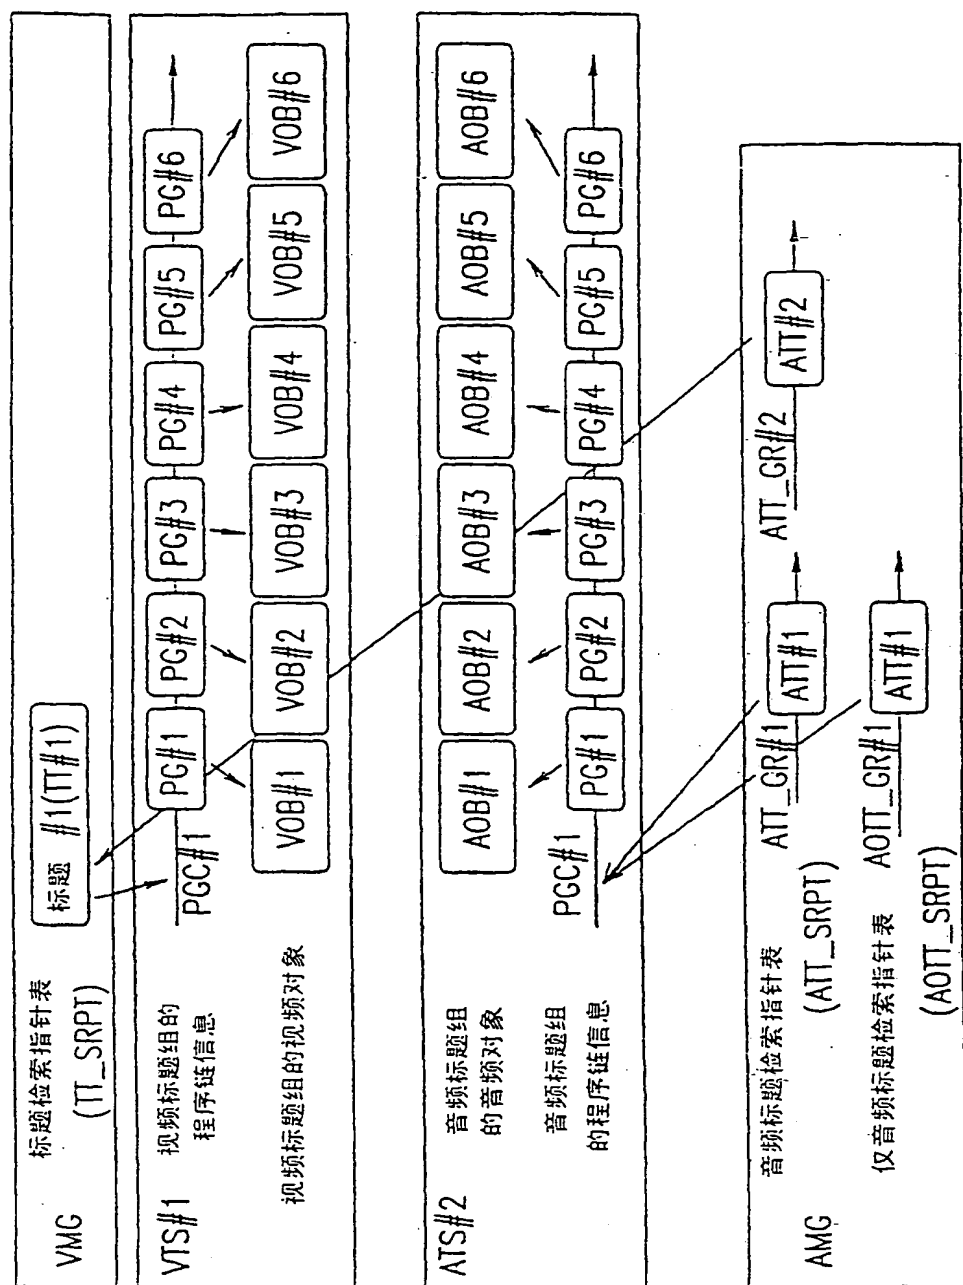 VMG
标题检索指针表
(TT_SRPT)
标题 #1(TT#1)
VTS#1
视频标题组的
程序链信息
PGC#1
PG#1
PG#2
PG#3
PG#4
PG#5
PG#6
视频标题组的视频对象
VOB#1
VOB#2
VOB#3
VOB#4
VOB#5
VOB#6
ATS#2
音频标题组
的音频对象
AOB#1
AOB#2
AOB#3
AOB#4
AOB#5
AOB#6
音频标题组
的程序链信息
PGC#1
PG#1
PG#2
PG#3
PG#4
PG#5
PG#6
AMG
音频标题检索指针表
(ATT_SRPT)
ATT_GR#1
ATT#1
ATT_GR#2
ATT#2
仅音频标题检索指针表
(AOTT_SRPT)
AOTT_GR#1
ATT#1